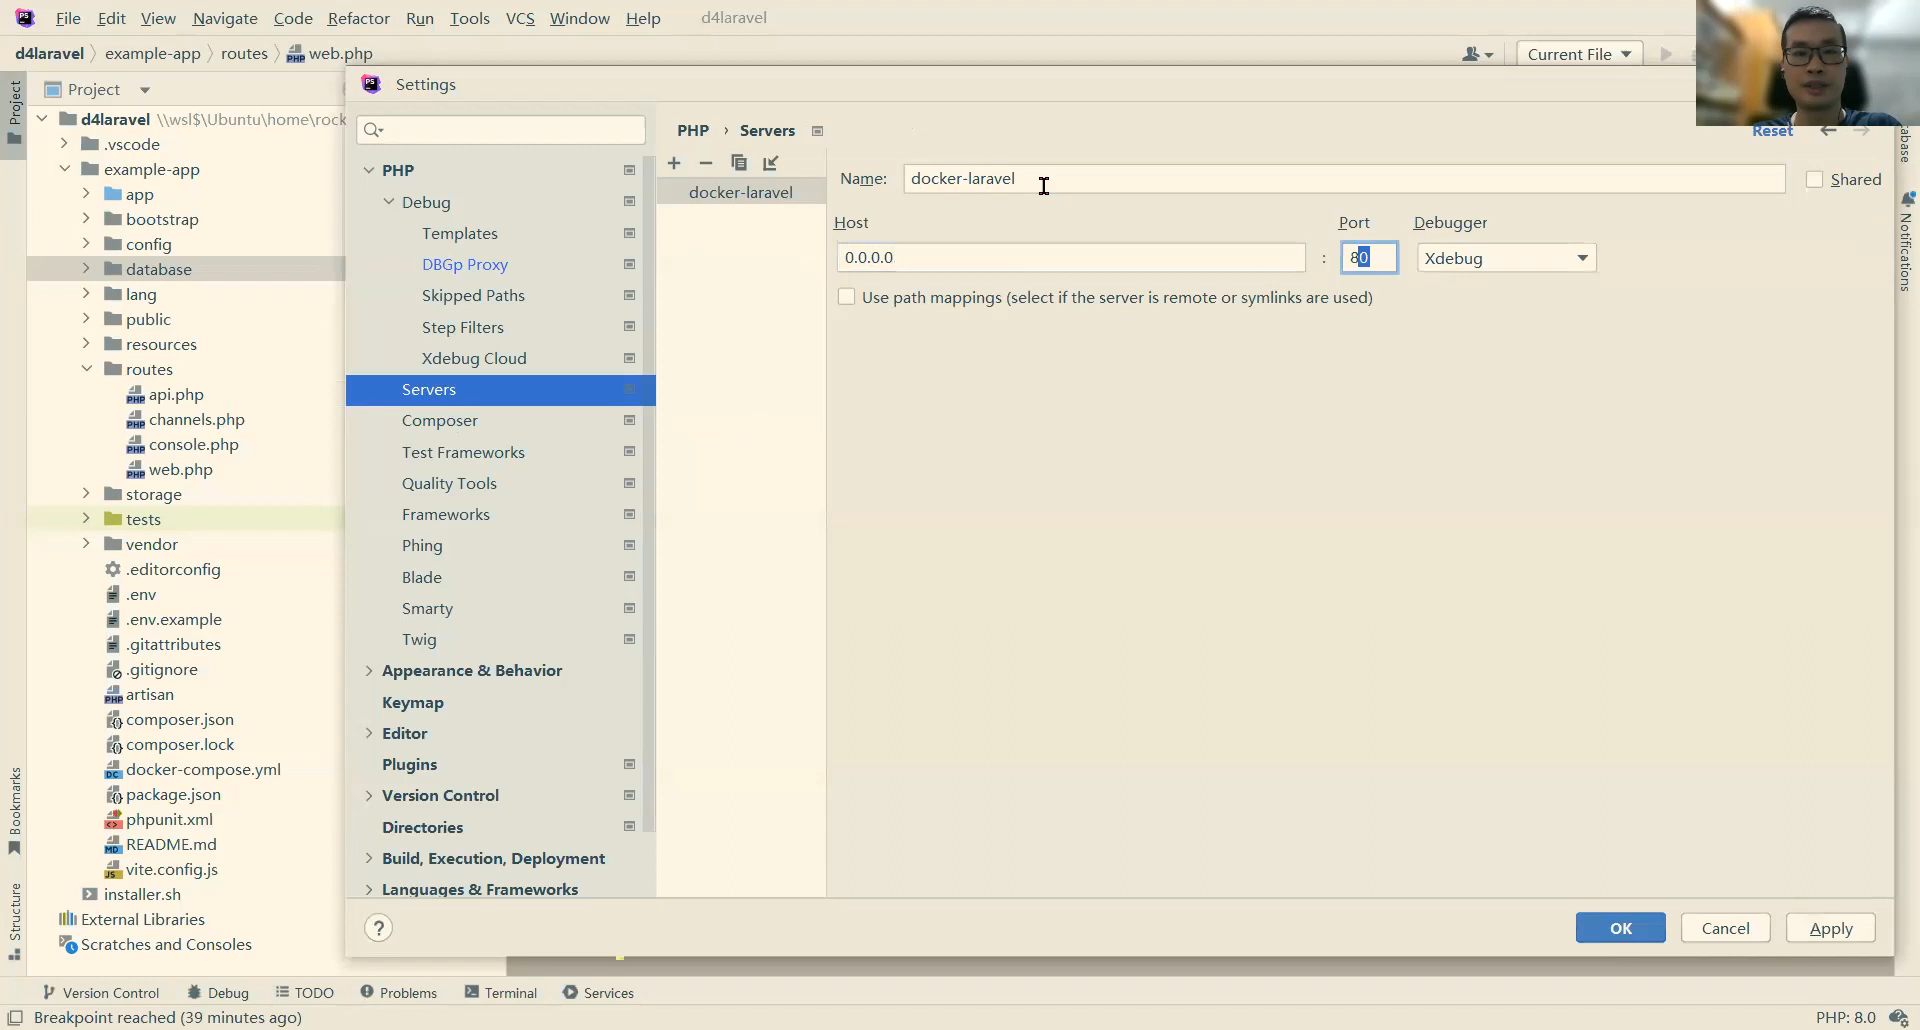 File Edit View Navigate Code Refactor Run Tools VCS Window Help d4laravel
d4laravel example-app routes web.php
Current File
Project
Project
d4laravel \\wsl$\Ubuntu\home\rock
.vscode
example-app
app
bootstrap
config
database
lang
public
resources
routes
api.php
channels.php
console.php
web.php
storage
tests
vendor
.editorconfig
.env
.env.example
.gitattributes
.gitignore
artisan
composer.json
composer.lock
docker-compose.yml
package.json
phpunit.xml
README.md
vite.config.js
installer.sh
External Libraries
Scratches and Consoles
Bookmarks
Structure
Settings
PHP
Debug
Templates
DBGp Proxy
Skipped Paths
Step Filters
Xdebug Cloud
Servers
Composer
Test Frameworks
Quality Tools
Frameworks
Phing
Blade
Smarty
Twig
Appearance & Behavior
Keymap
Editor
Plugins
Version Control
Directories
Build, Execution, Deployment
Languages & Frameworks
PHP › Servers
Reset
docker-laravel
Name: docker-laravel
Shared
Host Port Debugger
0.0.0.0 : 80 Xdebug
Use path mappings (select if the server is remote or symlinks are used)
? OK Cancel Apply
Notifications
Version Control Debug TODO Problems Terminal Services
Breakpoint reached (39 minutes ago)
PHP: 8.0